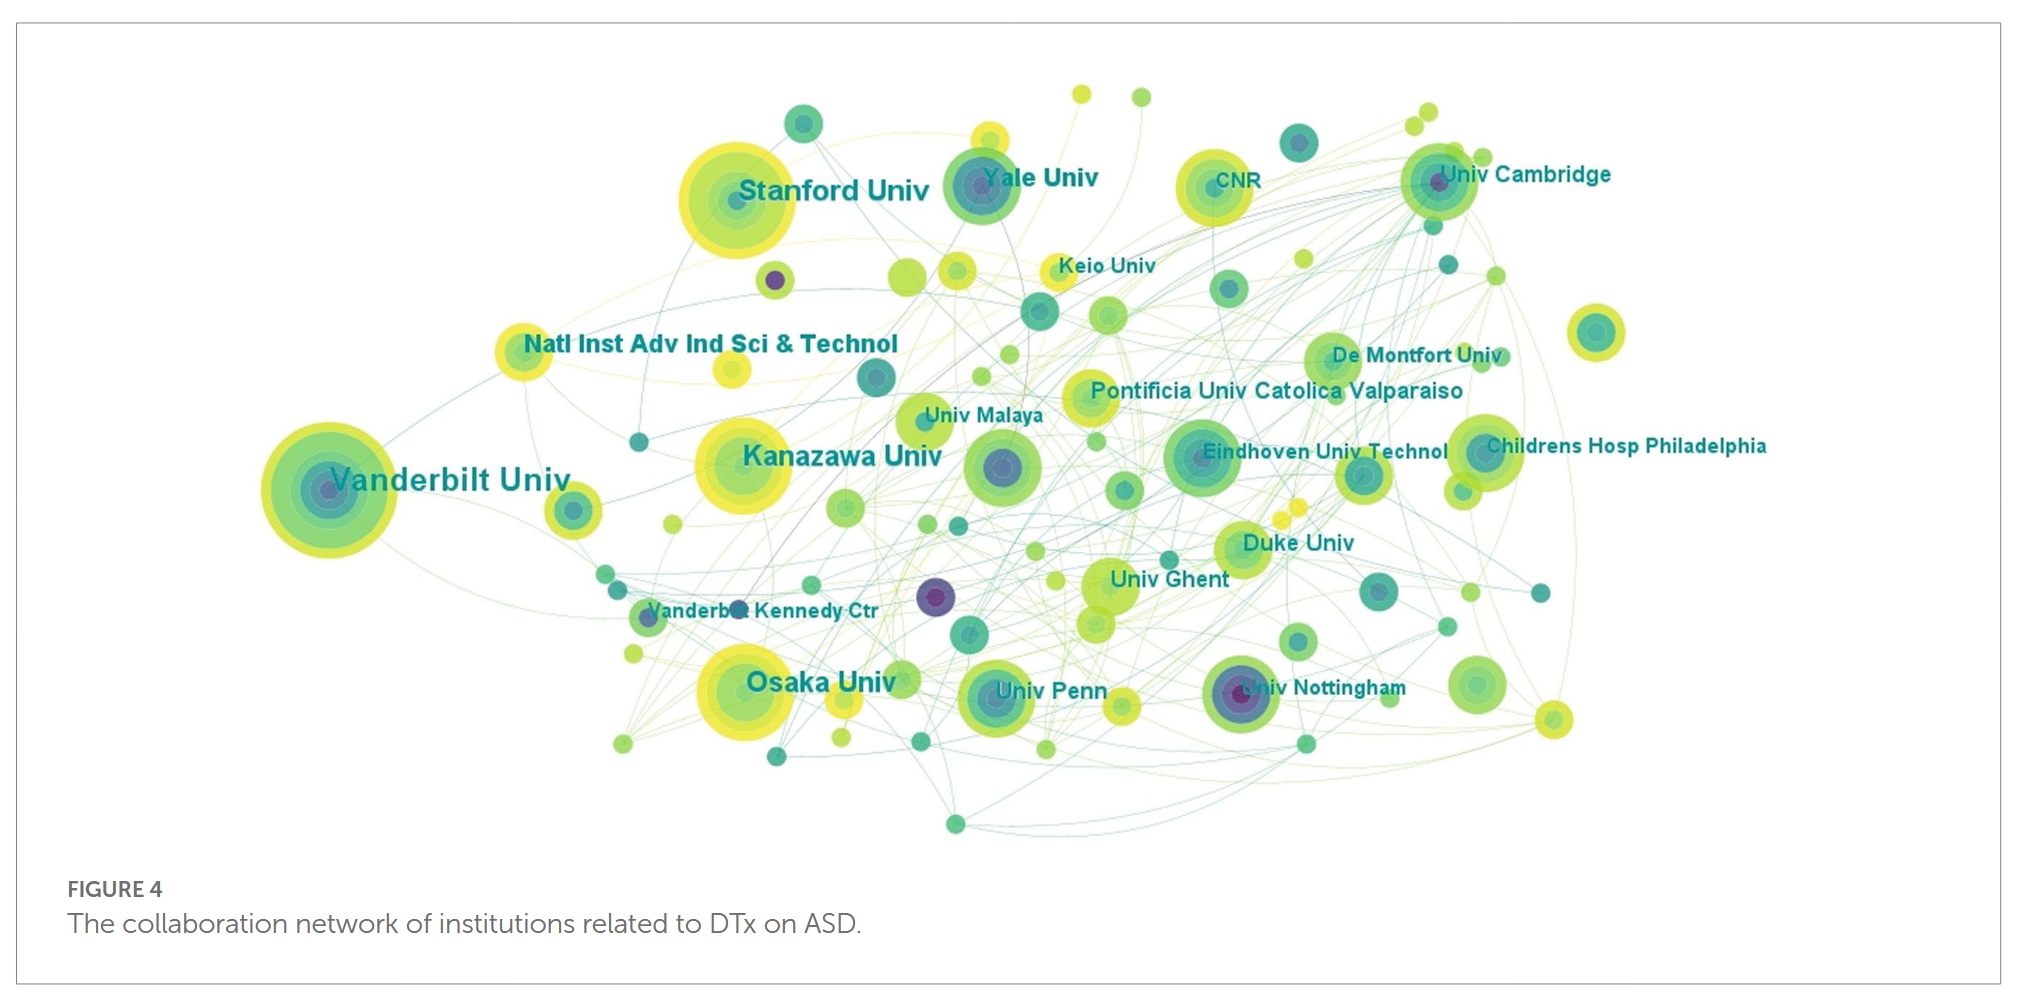 Stanford Univ
Yale Univ
CNR
Univ Cambridge
Keio Univ
Natl Inst Adv Ind Sci & Technol
De Montfort Univ
Pontificia Univ Catolica Valparaiso
Univ Malaya
Kanazawa Univ
Eindhoven Univ Technol
Childrens Hosp Philadelphia
Vanderbilt Univ
Duke Univ
Univ Ghent
Vanderbilt Kennedy Ctr
Osaka Univ
Univ Penn
Univ Nottingham
FIGURE 4
The collaboration network of institutions related to DTx on ASD.